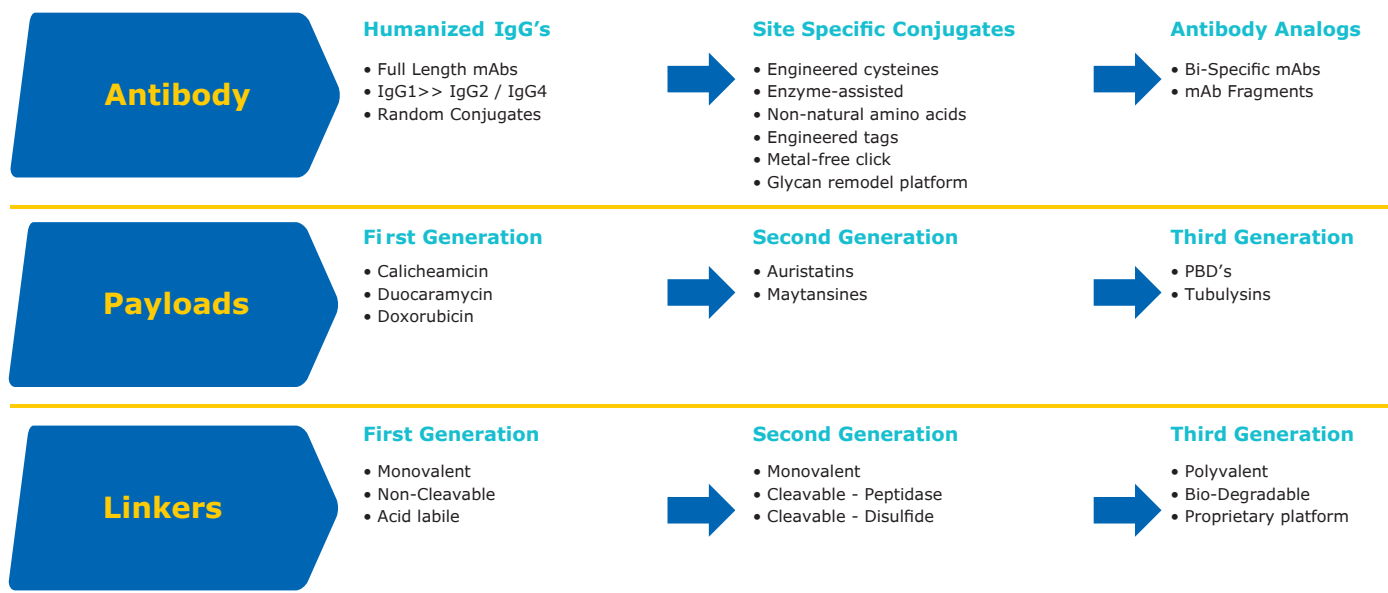 Antibody
Humanized IgG's
• Full Length mAbs
• IgG1>> IgG2 / IgG4
• Random Conjugates
Site Specific Conjugates
• Engineered cysteines
• Enzyme-assisted
• Non-natural amino acids
• Engineered tags
• Metal-free click
• Glycan remodel platform
Antibody Analogs
• Bi-Specific mAbs
• mAb Fragments
Payloads
First Generation
• Calicheamicin
• Duocaramycin
• Doxorubicin
Second Generation
• Auristatins
• Maytansines
Third Generation
• PBD's
• Tubulysins
Linkers
First Generation
• Monovalent
• Non-Cleavable
• Acid labile
Second Generation
• Monovalent
• Cleavable - Peptidase
• Cleavable - Disulfide
Third Generation
• Polyvalent
• Bio-Degradable
• Proprietary platform